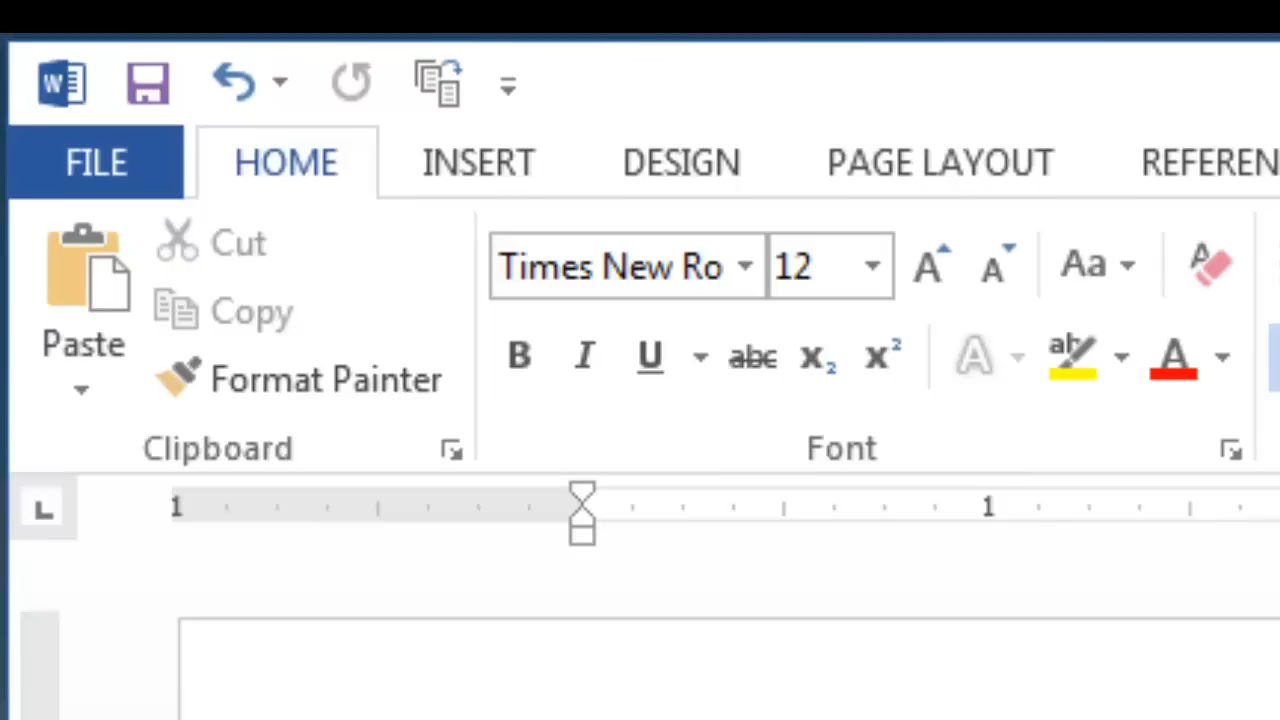 FILE HOME INSERT DESIGN PAGE LAYOUT REFEREN
Cut
Copy
Paste
Format Painter
Clipboard
Times New Ro 12 Aa
B I U abc X₂ X² A ab A
Font
1 1